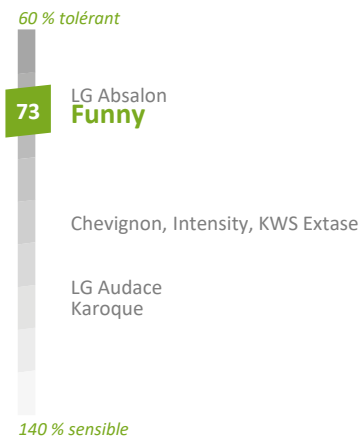 60 % tolérant
LG Absalon
73 Funny
Chevignon, Intensity, KWS Extase
LG Audace
Karoque
140 % sensible